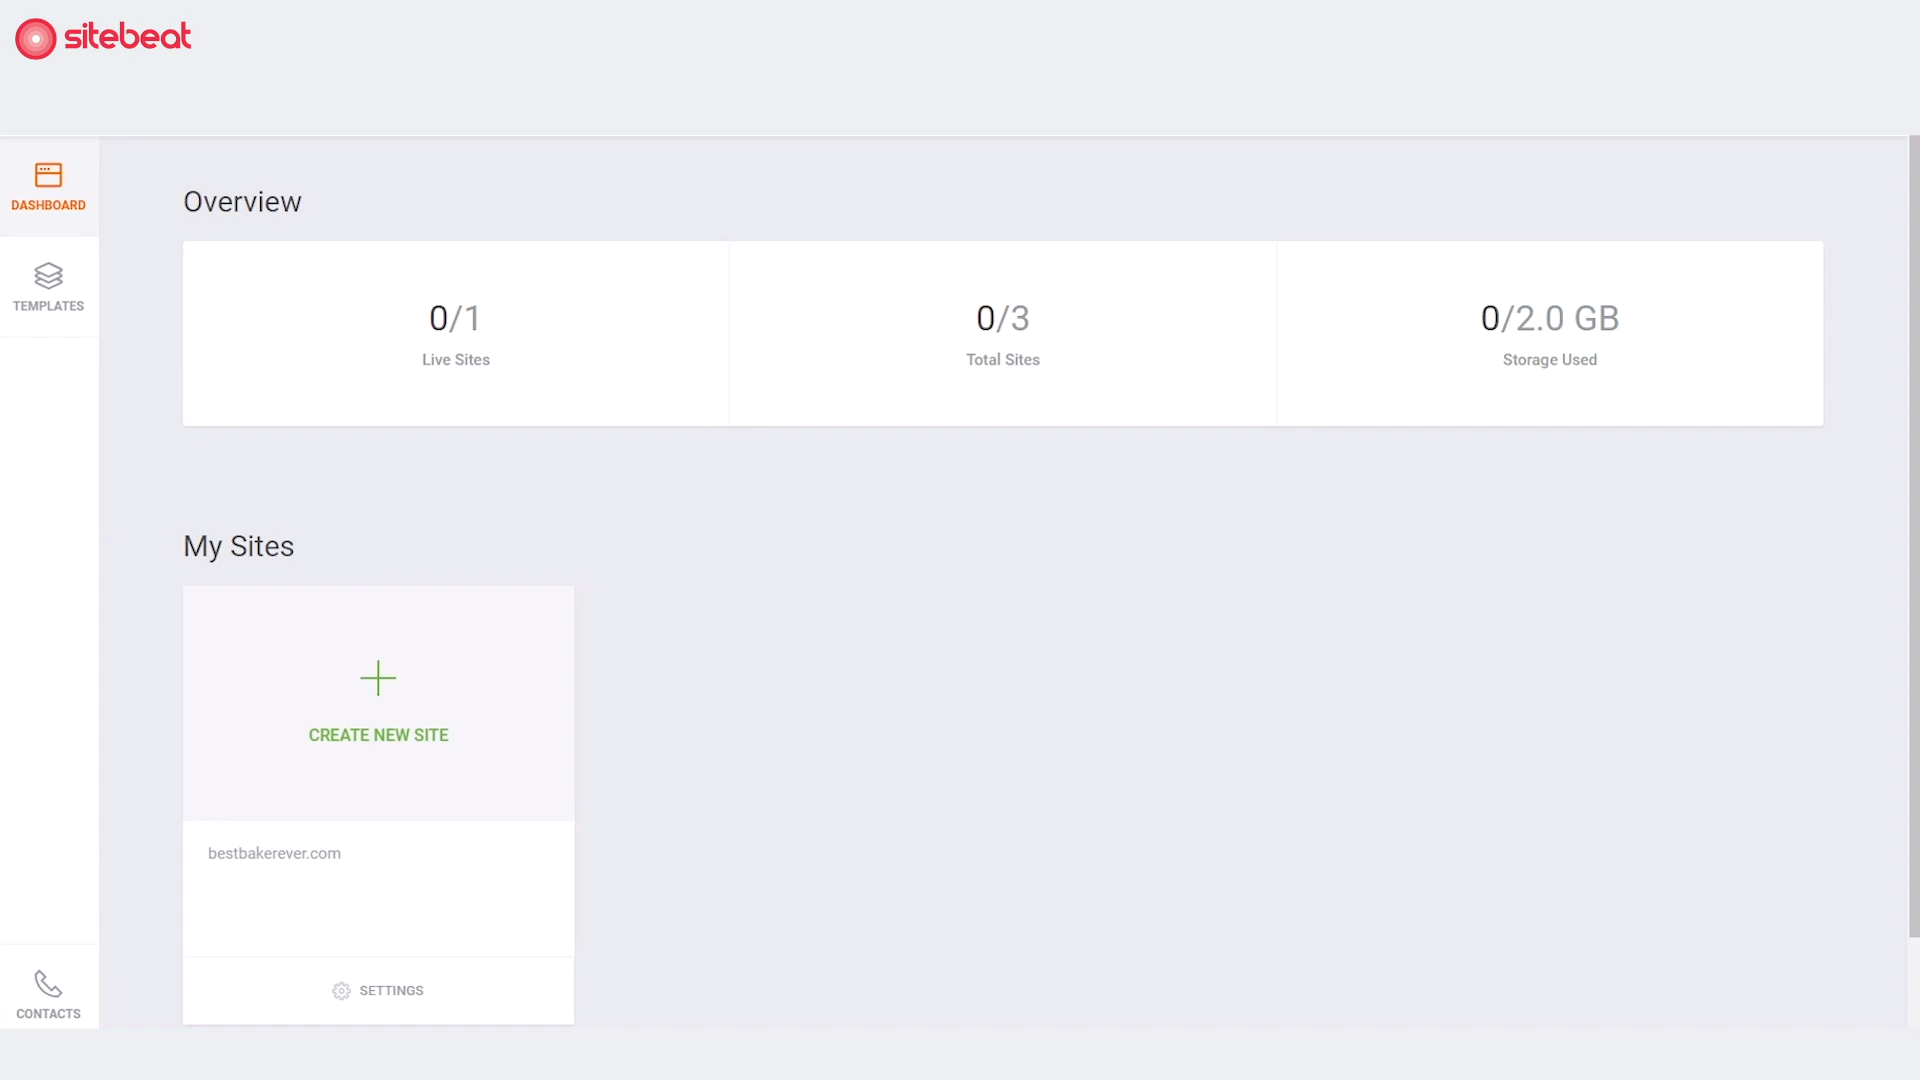 sitebeat
DASHBOARD
TEMPLATES
CONTACTS
Overview
0/1
Live Sites
0/3
Total Sites
0/2.0 GB
Storage Used
My Sites
CREATE NEW SITE
bestbakerever.com
SETTINGS